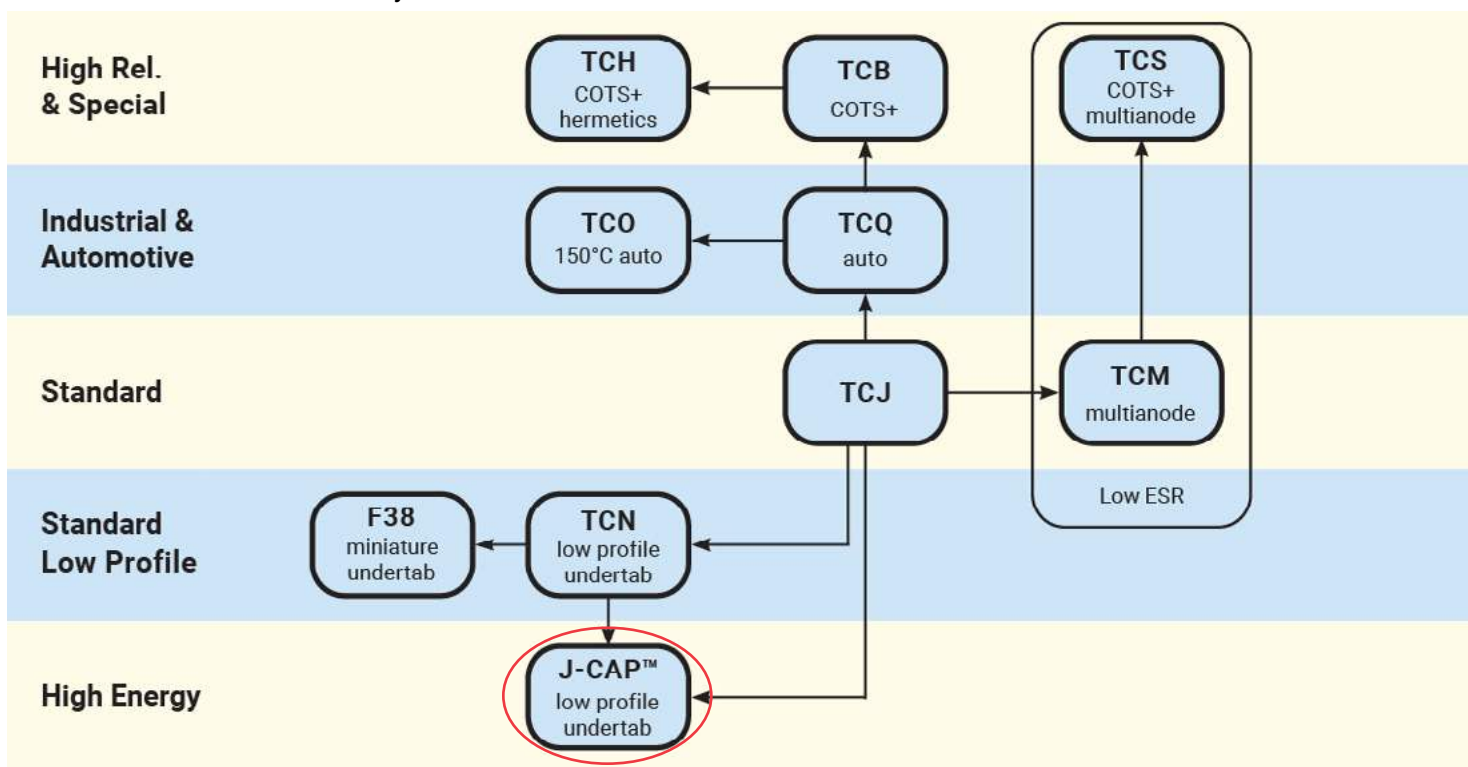 High Rel.
& Special
TCH
COTS+
hermetics
TCB
COTS+
TCS
COTS+
multianode
Industrial &
Automotive
TCO
150°C auto
TCQ
auto
Standard
TCJ
TCM
multianode
Low ESR
Standard
Low Profile
F38
miniature
undertab
TCN
low profile
undertab
High Energy
J-CAP™
low profile
undertab